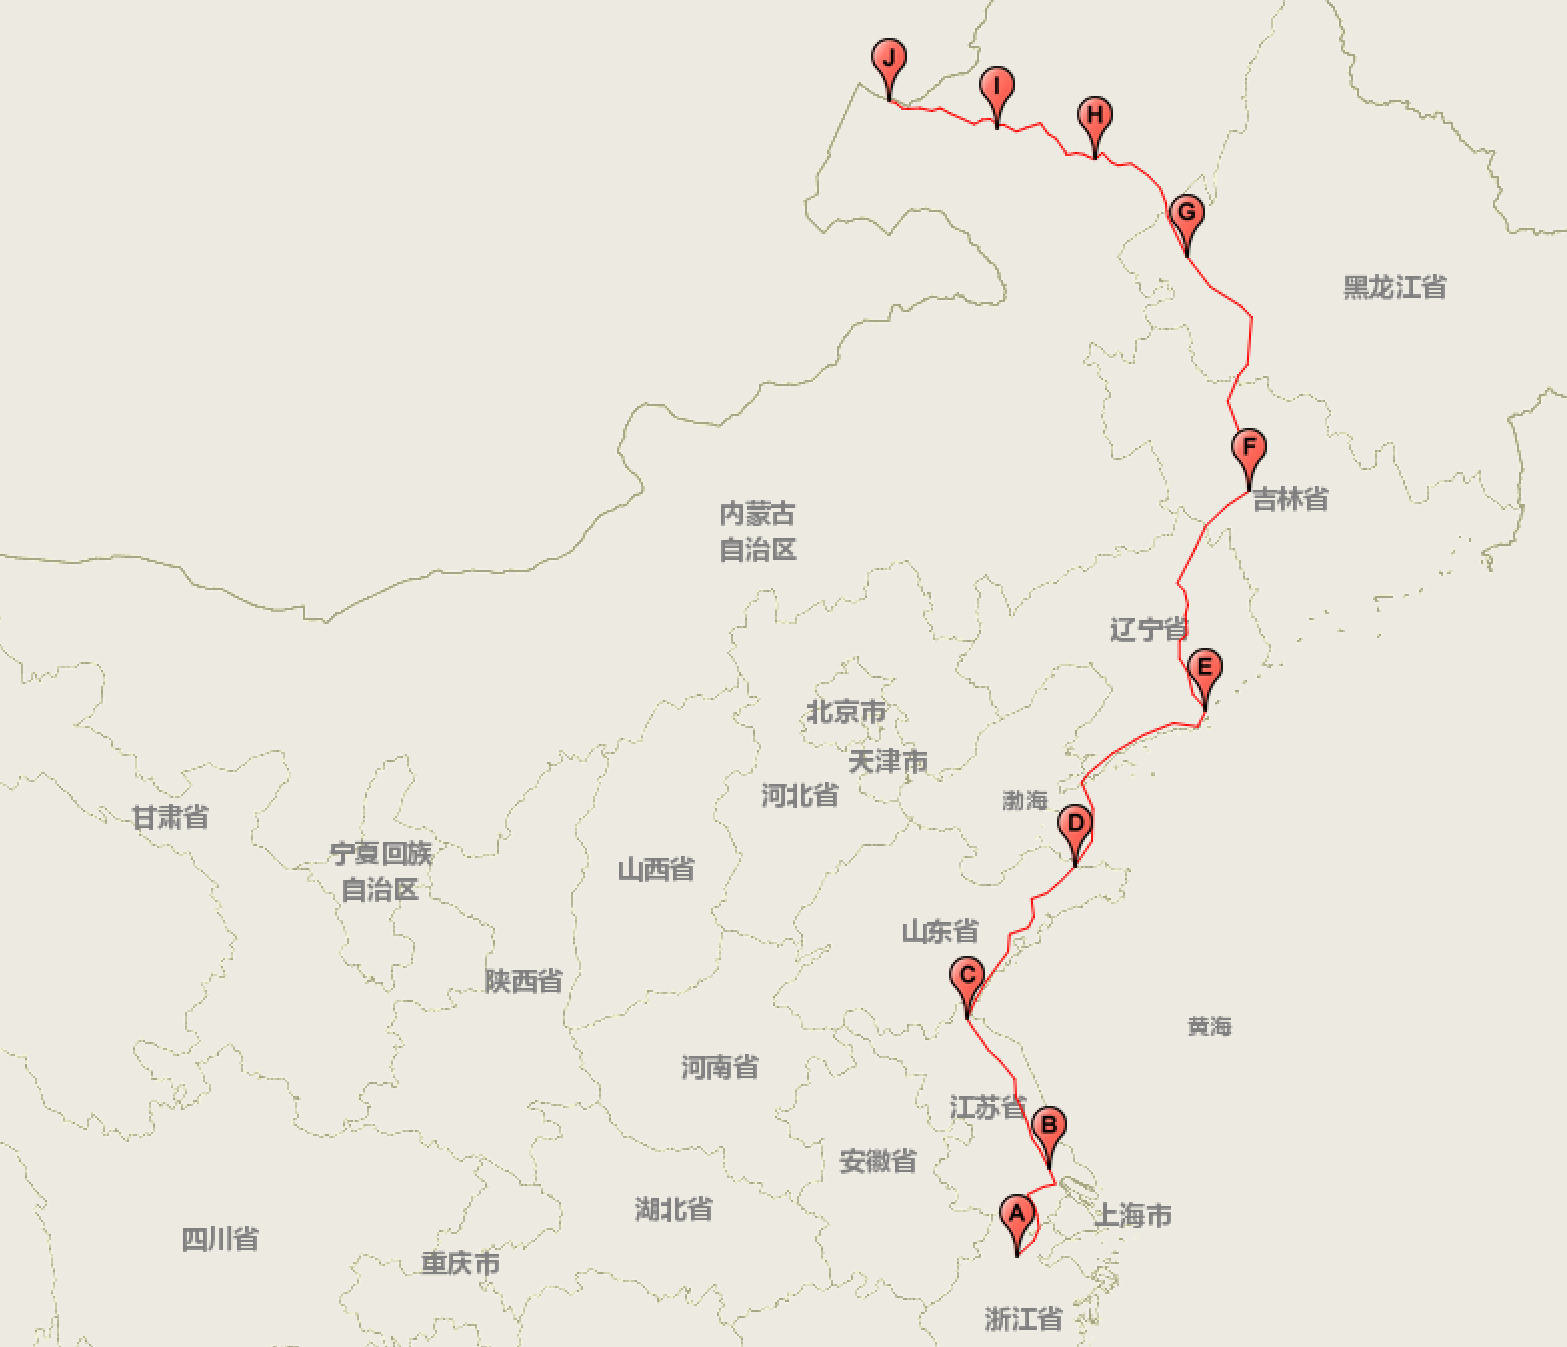 J
I
H
G
黑龙江省
F
吉林省
内蒙古
自治区
辽宁省
E
北京市
天津市
河北省
渤海
甘肃省
D
宁夏回族
自治区
山西省
山东省
C
陕西省
黄海
河南省
江苏省
B
安徽省
湖北省
A
上海市
四川省
重庆市
浙江省